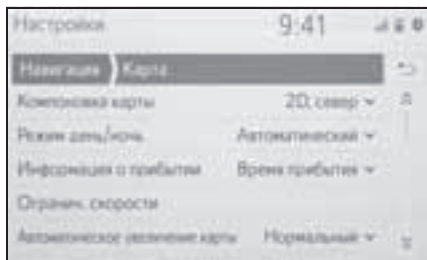 Настройки 9:41
Навигация Карта
Компоновка карты 2D, север
Режим день/ночь Автоматический
Информация о прибытии Время прибытия
Огранич. скорости
Автоматическое увеличение карты Нормальный